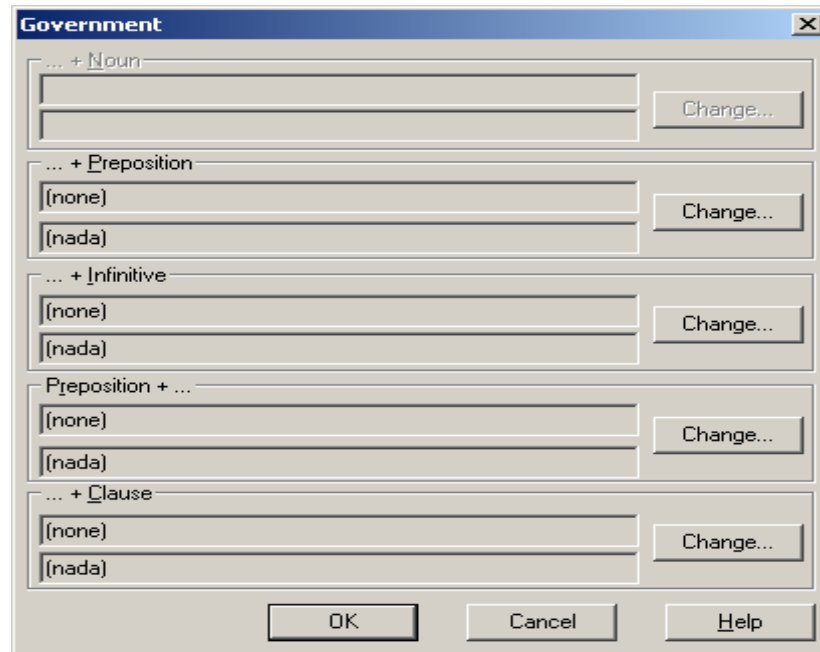 Government
... + Noun
Change...
... + Preposition
(none)
Change...
(nada)
... + Infinitive
(none)
Change...
(nada)
Preposition + ...
(none)
Change...
(nada)
... + Clause
(none)
Change...
(nada)
OK Cancel Help